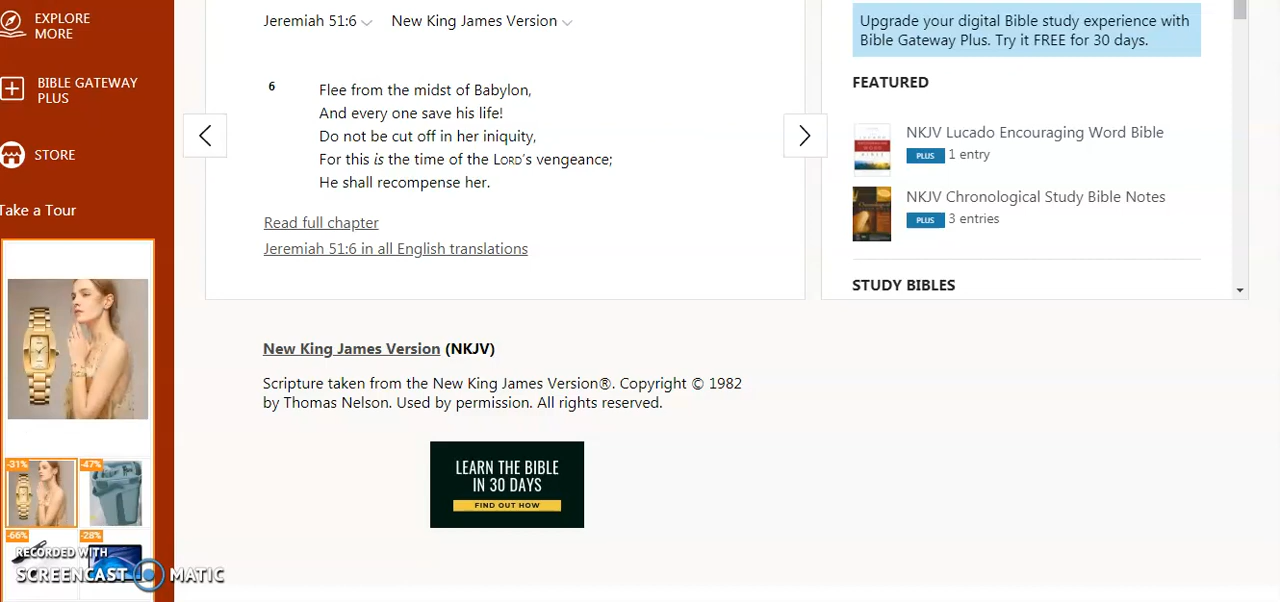 EXPLORE
MORE
BIBLE GATEWAY
PLUS
STORE
Take a Tour
-31%
-47%
-66%
-28%
RECORDED WITH
SCREENCAST MATIC
Jeremiah 51:6 New King James Version
6 Flee from the midst of Babylon,
And every one save his life!
Do not be cut off in her iniquity,
For this is the time of the LORD's vengeance;
He shall recompense her.
Read full chapter
Jeremiah 51:6 in all English translations
New King James Version (NKJV)
Scripture taken from the New King James Version®. Copyright © 1982
by Thomas Nelson. Used by permission. All rights reserved.
LEARN THE BIBLE
IN 30 DAYS
FIND OUT HOW
Upgrade your digital Bible study experience with
Bible Gateway Plus. Try it FREE for 30 days.
FEATURED
NKJV Lucado Encouraging Word Bible
PLUS 1 entry
NKJV Chronological Study Bible Notes
PLUS 3 entries
STUDY BIBLES